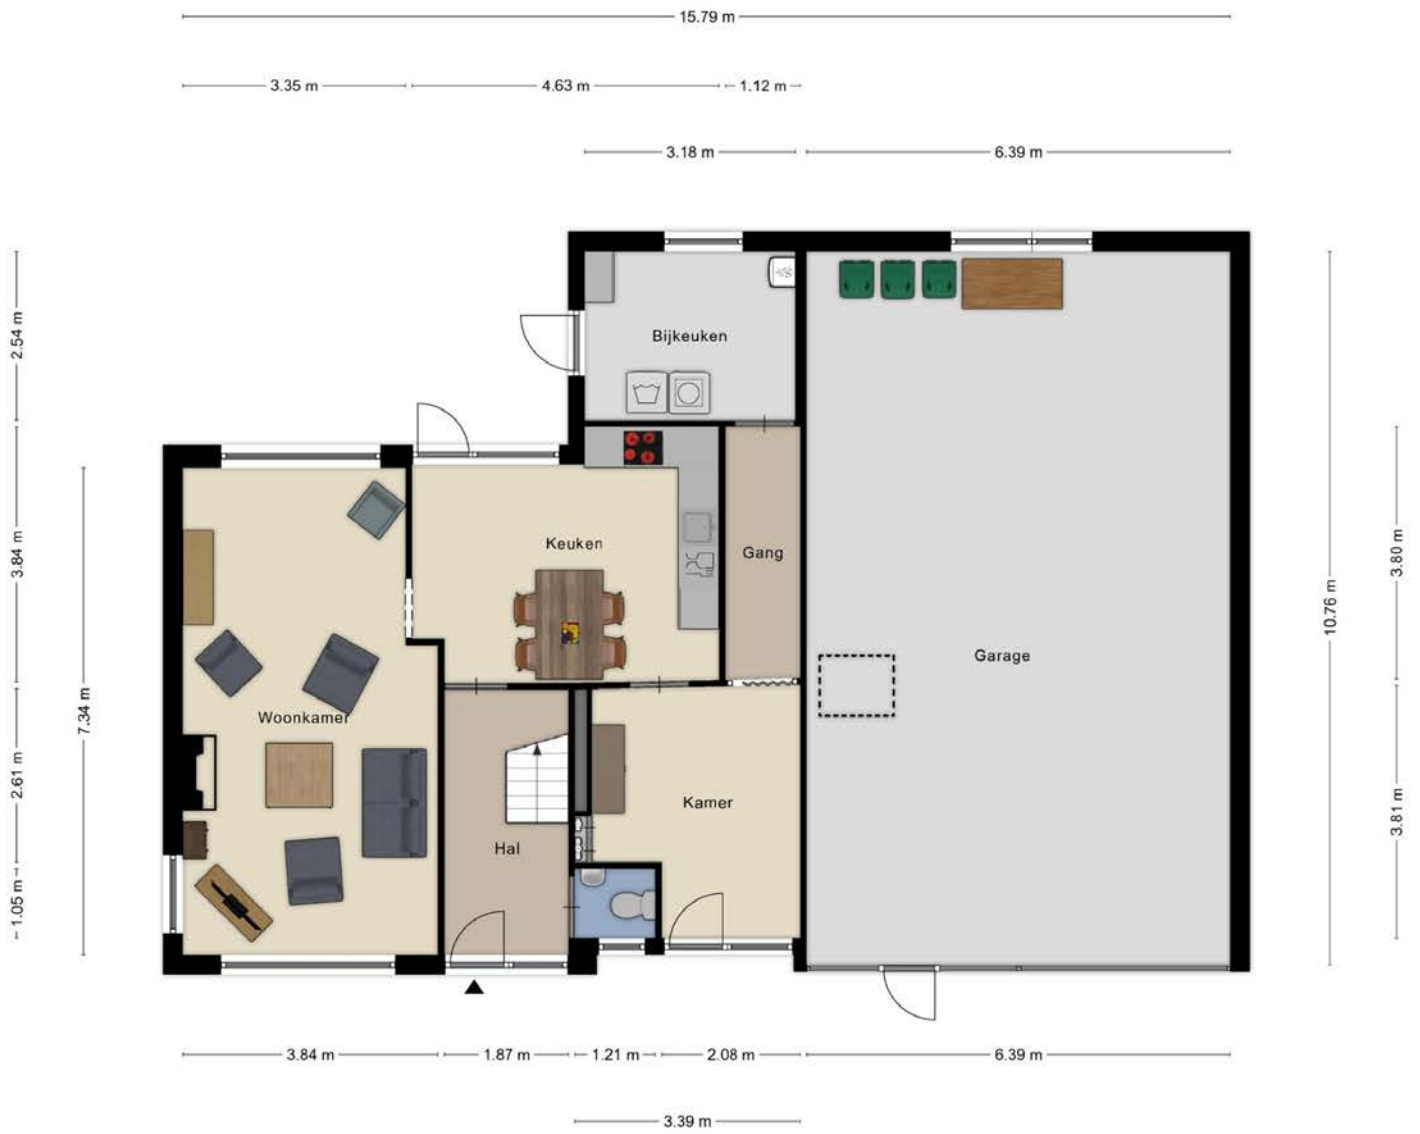 15.79 m
3.35 m
4.63 m
1.12 m
3.18 m
6.39 m
2.54 m
Bijkeuken
3.84 m
Keuken
Gang
3.80 m
10.76 m
Garage
7.34 m
Woonkamer
2.61 m
Kamer
3.81 m
Hal
1.05 m
3.84 m
1.87 m
1.21 m
2.08 m
6.39 m
3.39 m